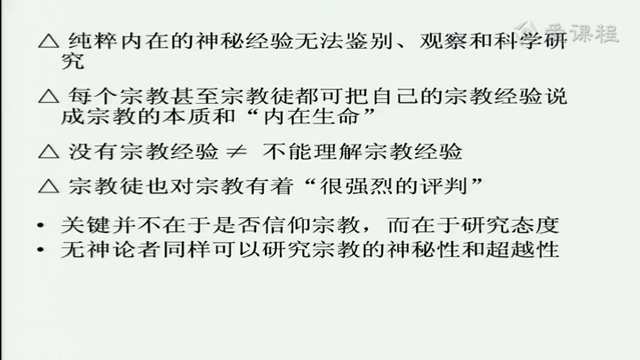 爱课程
△ 纯粹内在的神秘经验无法鉴别、观察和科学研
究
△ 每个宗教甚至宗教徒都可把自己的宗教经验说
成宗教的本质和“内在生命”
△ 没有宗教经验 ≠ 不能理解宗教经验
△ 宗教徒也对宗教有着“很强烈的评判”
• 关键并不在于是否信仰宗教，而在于研究态度
• 无神论者同样可以研究宗教的神秘性和超越性